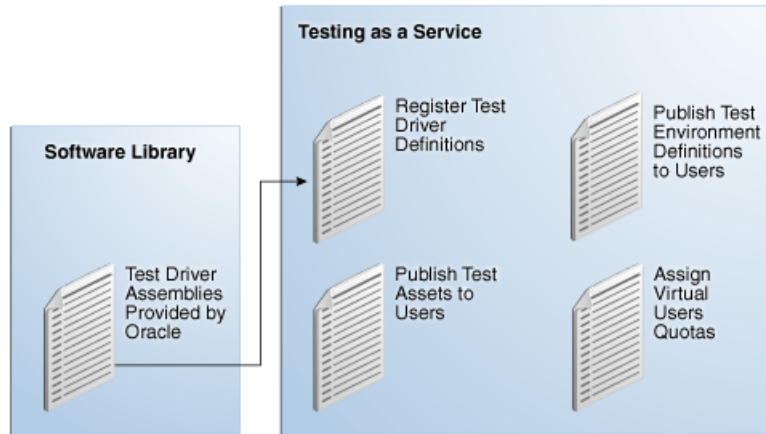 Testing as a Service
Register Test
Driver
Definitions
Publish Test
Environment
Definitions
to Users
Software Library
Test Driver
Assemblies
Provided by
Oracle
Publish Test
Assets to
Users
Assign
Virtual
Users
Quotas